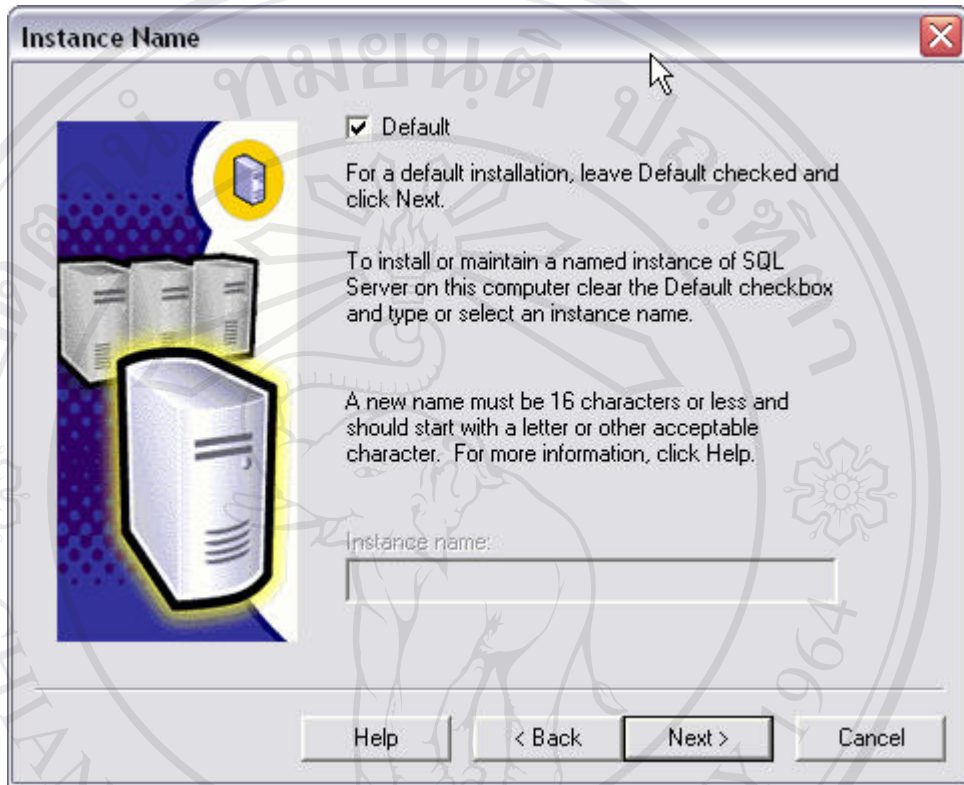 Instance Name
Default
For a default installation, leave Default checked and
click Next.
To install or maintain a named instance of SQL
Server on this computer clear the Default checkbox
and type or select an instance name.
A new name must be 16 characters or less and
should start with a letter or other acceptable
character. For more information, click Help.
Instance name:
Help
< Back
Next >
Cancel
1964